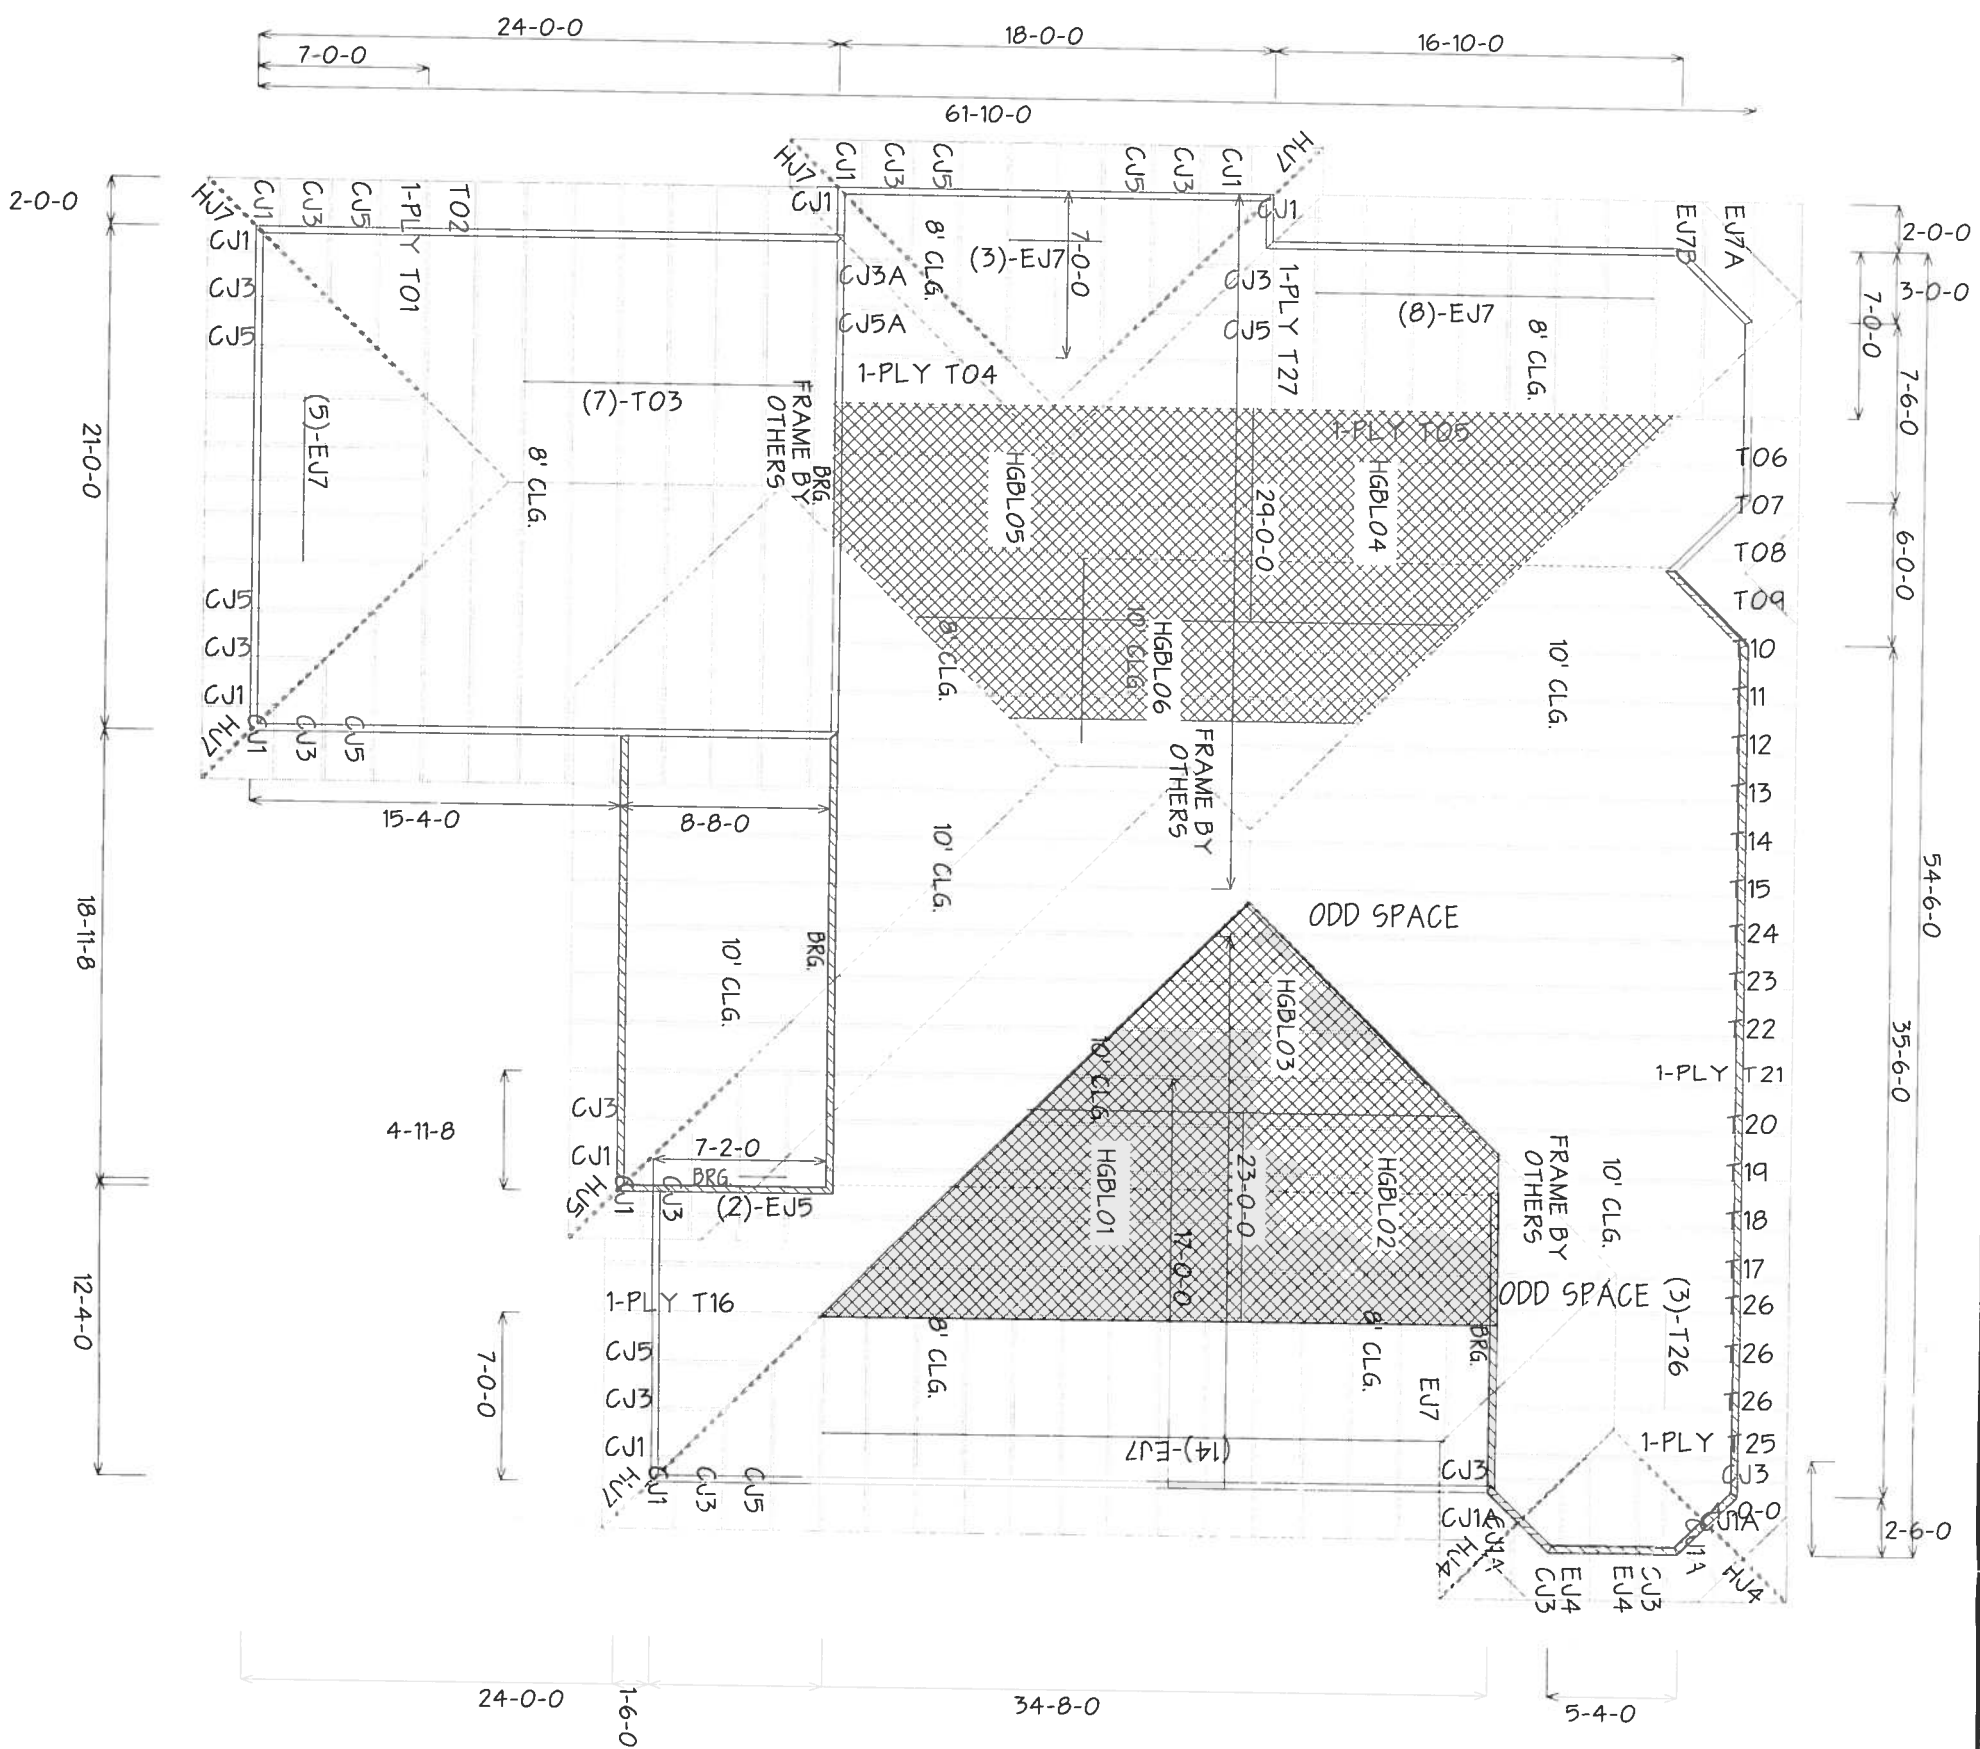 24-0-0
18-0-0
16-10-0
7-0-0
61-10-0
2-0-0
HJ7
CJ1
CJ3
CJ5
1-PLY T01
T02
HJ7
CJ1
CJ3
CJ5
CJ5
CJ3
CJ1
HJ7
EJ7B
EJ7A
2-0-0
CJ1
CJ3
CJ5
CJ1
8' CLG.
(3)-EJ7
7-0-0
CJ1
CJ3A
CJ5A
1-PLY T04
CJ3
CJ5
1-PLY T27
(8)-EJ7
8' CLG.
3-0-0
7-0-0
7-6-0
(5)-EJ7
(7)-T03
FRAME BY
OTHERS
BRG.
8' CLG.
21-0-0
1-PLY T05
HGBL05
HGBL04
29-0-0
T06
T07
T08
T09
6-0-0
CJ5
CJ3
CJ1
HJ7
CJ1
CJ3
CJ5
8' CLG.
10' CLG.
HGBL06
10' CLG.
10
11
12
13
14
15
FRAME BY
OTHERS
15-4-0
8-8-0
10' CLG.
54-6-0
18-11-8
10' CLG.
BRG.
ODD SPACE
T24
T23
T22
1-PLY T21
T20
T19
T18
T17
T26
T26
T26
1-PLY T25
35-6-0
HGBL03
10' CLG.
4-11-8
CJ3
CJ1
7-2-0
BRG.
HJ5
CJ1
CJ3
(2)-EJ5
HGBL01
23-0-0
17-0-0
HGBL02
FRAME BY
OTHERS
10' CLG.
ODD SPACE
(3)-T26
12-4-0
1-PLY T16
CJ5
CJ3
CJ1
7-0-0
8' CLG.
8' CLG.
BRG.
EJ7
(14)-EJ7
HJ7
CJ1
CJ3
CJ5
CJ3
CJ1A
CJ1A
HJ4
CJ3
EJ4
EJ4
CJ3
CJ1A
CJ3
CJ1A
HJ4
2-6-0
24-0-0
1-6-0
34-8-0
5-4-0